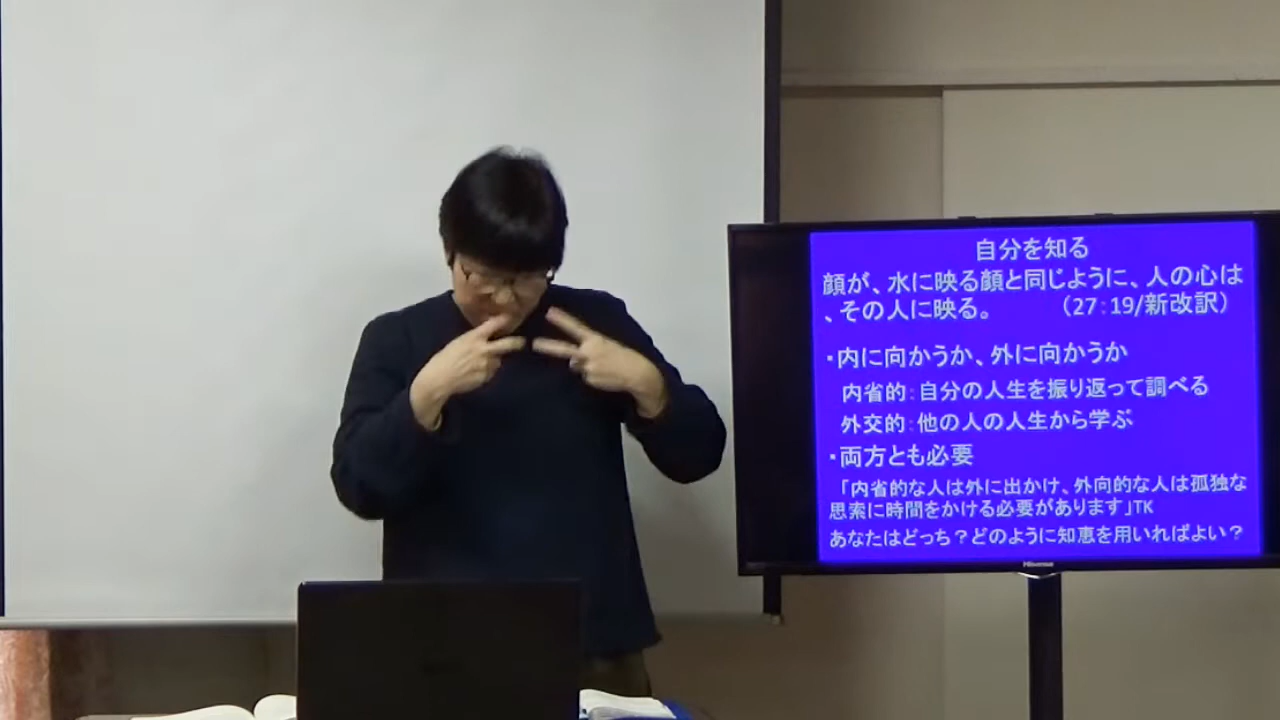 自分を知る
顔が、水に映る顔と同じように、人の心は
、その人に映る。 （27：19/新改訳）
・内に向かうか、外に向かうか
内省的：自分の人生を振り返って調べる
外交的：他の人の人生から学ぶ
・両方とも必要
「内省的な人は外に出かけ、外向的な人は孤独な
思索に時間をかける必要があります」TK
あなたはどっち？どのように知恵を用いればよい？
Hisense